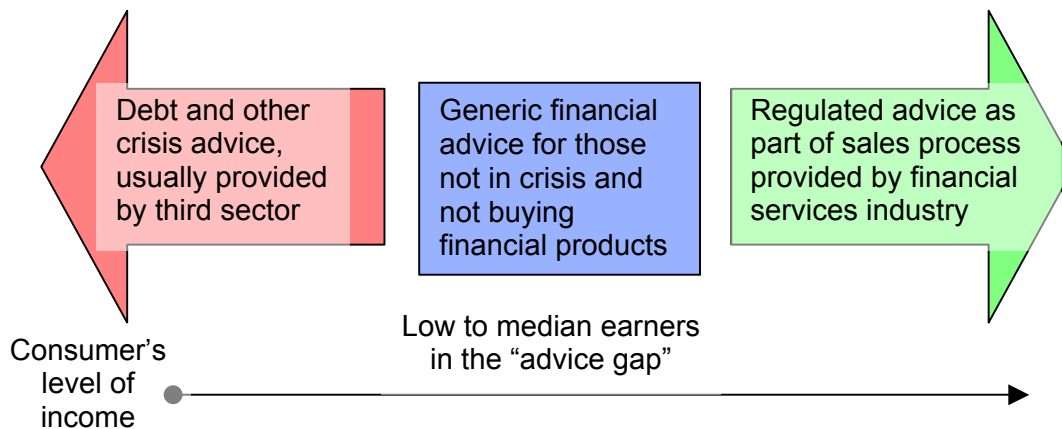 Debt and other
crisis advice,
usually provided
by third sector
Generic financial
advice for those
not in crisis and
not buying
financial products
Regulated advice as
part of sales process
provided by financial
services industry
Low to median earners
in the “advice gap”
Consumer’s
level of
income